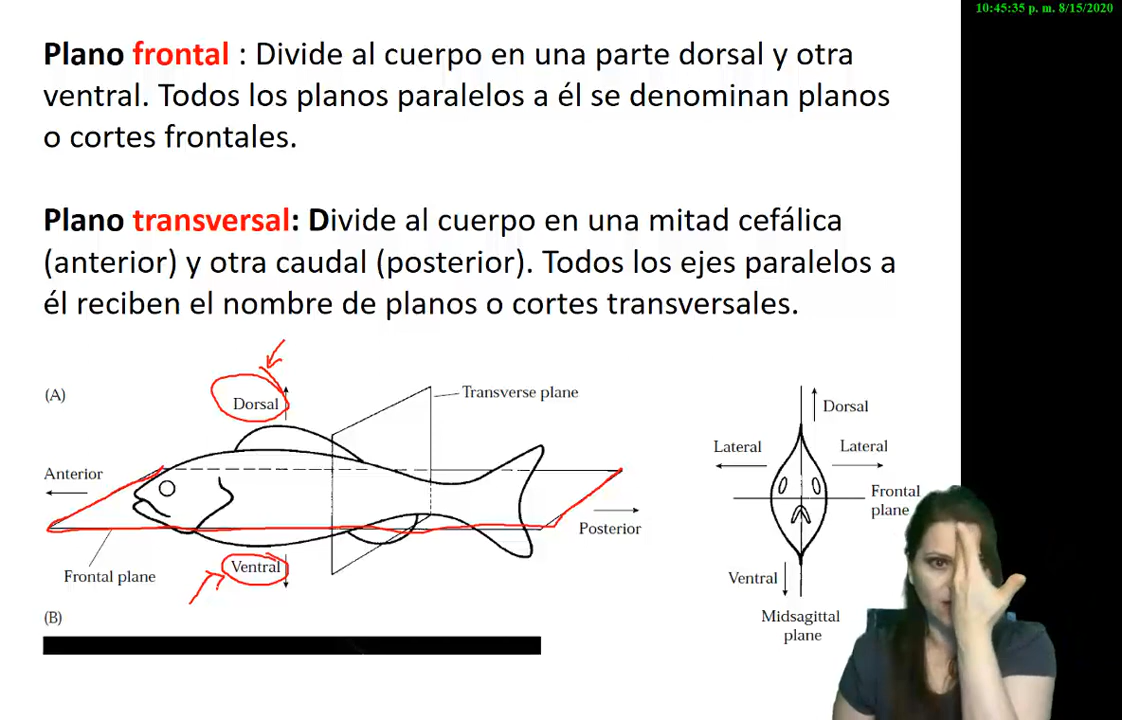 10:45:35 p. m. 8/15/2020
Plano frontal : Divide al cuerpo en una parte dorsal y otra
ventral. Todos los planos paralelos a él se denominan planos
o cortes frontales.
Plano transversal: Divide al cuerpo en una mitad cefálica
(anterior) y otra caudal (posterior). Todos los ejes paralelos a
él reciben el nombre de planos o cortes transversales.
(A)
Dorsal
Transverse plane
Anterior
Posterior
Frontal plane
Ventral
(B)
Dorsal
Lateral
Lateral
Frontal
plane
Ventral
Midsagittal
plane